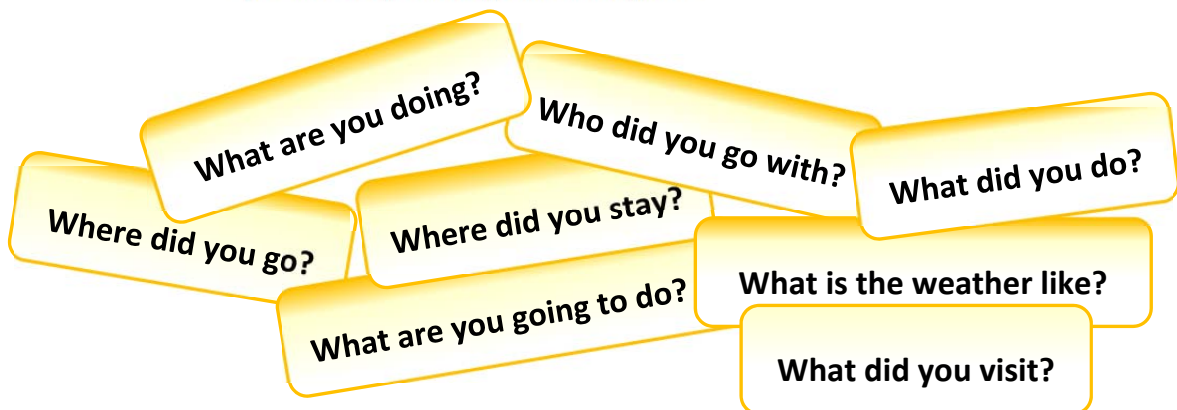 What are you doing?
Who did you go with?
What did you do?
Where did you go?
Where did you stay?
What is the weather like?
What are you going to do?
What did you visit?